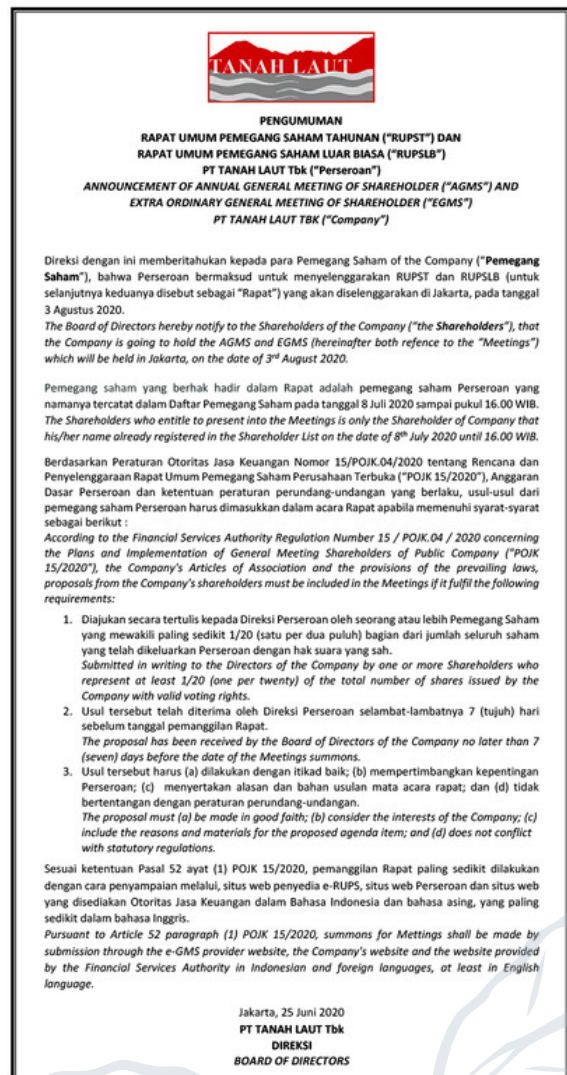 TANAH LAUT
PENGUMUMAN
RAPAT UMUM PEMEGANG SAHAM TAHUNAN ("RUPST") DAN
RAPAT UMUM PEMEGANG SAHAM LUAR BIASA ("RUPSLB")
PT TANAH LAUT Tbk ("Perseroan")
ANNOUNCEMENT OF ANNUAL GENERAL MEETING OF SHAREHOLDER ("AGMS") AND
EXTRA ORDINARY GENERAL MEETING OF SHAREHOLDER ("EGMS")
PT TANAH LAUT TBK ("Company")
Direksi dengan ini memberitahukan kepada para Pemegang Saham of the Company ("Pemegang
Saham"), bahwa Perseroan bermaksud untuk menyelenggarakan RUPST dan RUPSLB (untuk
selanjutnya keduanya disebut sebagai "Rapat") yang akan diselenggarakan di Jakarta, pada tanggal
3 Agustus 2020.
The Board of Directors hereby notify to the Shareholders of the Company ("the Shareholders"), that
the Company is going to hold the AGMS and EGMS (hereinafter both refence to the "Meetings")
which will be held in Jakarta, on the date of 3rd August 2020.
Pemegang saham yang berhak hadir dalam Rapat adalah pemegang saham Perseroan yang
namanya tercatat dalam Daftar Pemegang Saham pada tanggal 8 Juli 2020 sampai pukul 16.00 WIB.
The Shareholders who entitle to present into the Meetings is only the Shareholder of Company that
his/her name already registered in the Shareholder List on the date of 8th July 2020 until 16.00 WIB.
Berdasarkan Peraturan Otoritas Jasa Keuangan Nomor 15/POJK.04/2020 tentang Rencana dan
Penyelenggaraan Rapat Umum Pemegang Saham Perusahaan Terbuka ("POJK 15/2020"), Anggaran
Dasar Perseroan dan ketentuan peraturan perundang-undangan yang berlaku, usul-usul dari
pemegang saham Perseroan harus dimasukkan dalam acara Rapat apabila memenuhi syarat-syarat
sebagai berikut :
According to the Financial Services Authority Regulation Number 15 / POJK.04 / 2020 concerning
the Plans and Implementation of General Meeting Shareholders of Public Company ("POJK
15/2020"), the Company's Articles of Association and the provisions of the prevailing laws,
proposals from the Company's shareholders must be included in the Meetings if it fulfil the following
requirements:
1. Diajukan secara tertulis kepada Direksi Perseroan oleh seorang atau lebih Pemegang Saham
yang mewakili paling sedikit 1/20 (satu per dua puluh) bagian dari jumlah seluruh saham
yang telah dikeluarkan Perseroan dengan hak suara yang sah.
Submitted in writing to the Directors of the Company by one or more Shareholders who
represent at least 1/20 (one per twenty) of the total number of shares issued by the
Company with valid voting rights.
2. Usul tersebut telah diterima oleh Direksi Perseroan selambat-lambatnya 7 (tujuh) hari
sebelum tanggal pemanggilan Rapat.
The proposal has been received by the Board of Directors of the Company no later than 7
(seven) days before the date of the Meetings summons.
3. Usul tersebut harus (a) dilakukan dengan itikad baik; (b) mempertimbangkan kepentingan
Perseroan; (c) menyertakan alasan dan bahan usulan mata acara rapat; dan (d) tidak
bertentangan dengan peraturan perundang-undangan.
The proposal must (a) be made in good faith; (b) consider the interests of the Company; (c)
include the reasons and materials for the proposed agenda item; and (d) does not conflict
with statutory regulations.
Sesuai ketentuan Pasal 52 ayat (1) POJK 15/2020, pemanggilan Rapat paling sedikit dilakukan
dengan cara penyampaian melalui, situs web penyedia e-RUPS, situs web Perseroan dan situs web
yang disediakan Otoritas Jasa Keuangan dalam Bahasa Indonesia dan bahasa asing, yang paling
sedikit dalam bahasa Inggris.
Pursuant to Article 52 paragraph (1) POJK 15/2020, summons for Mettings shall be made by
submission through the e-GMS provider website, the Company's website and the website provided
by the Financial Services Authority in Indonesian and foreign languages, at least in English
language.
Jakarta, 25 Juni 2020
PT TANAH LAUT Tbk
DIREKSI
BOARD OF DIRECTORS